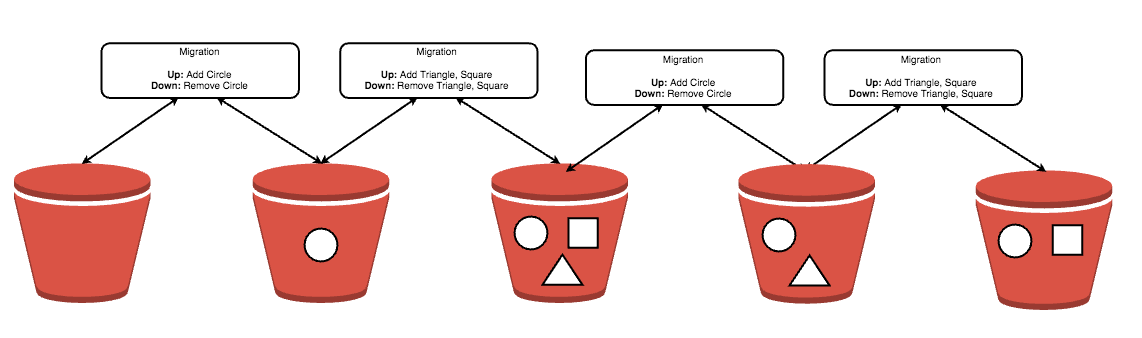 Migration
Up: Add Circle
Down: Remove Circle
Migration
Up: Add Triangle, Square
Down: Remove Triangle, Square
Migration
Up: Add Circle
Down: Remove Circle
Migration
Up: Add Triangle, Square
Down: Remove Triangle, Square